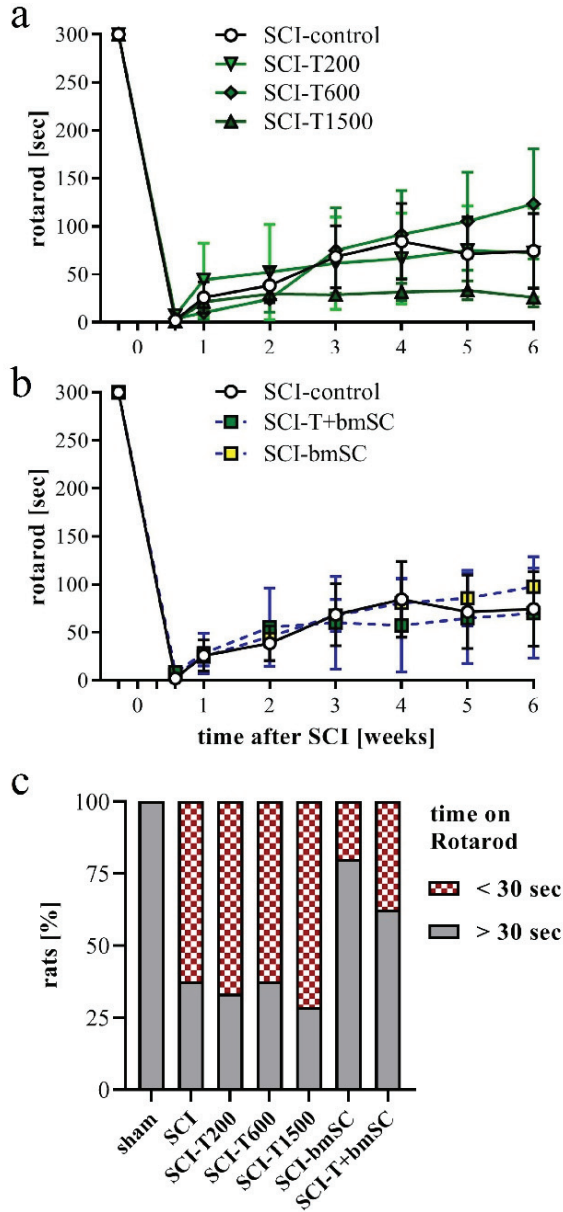 a
SCI-control
SCI-T200
SCI-T600
SCI-T1500
rotarod [sec]
300
250
200
150
100
50
0
0 1 2 3 4 5 6
b
SCI-control
SCI-T+bmSC
SCI-bmSC
rotarod [sec]
300
250
200
150
100
50
0
0 1 2 3 4 5 6
time after SCI [weeks]
c
time on
Rotarod
< 30 sec
> 30 sec
rats [%]
100
75
50
25
0
sham
SCI
SCI-T200
SCI-T600
SCI-T1500
SCI-bmSC
SCI-T+bmSC